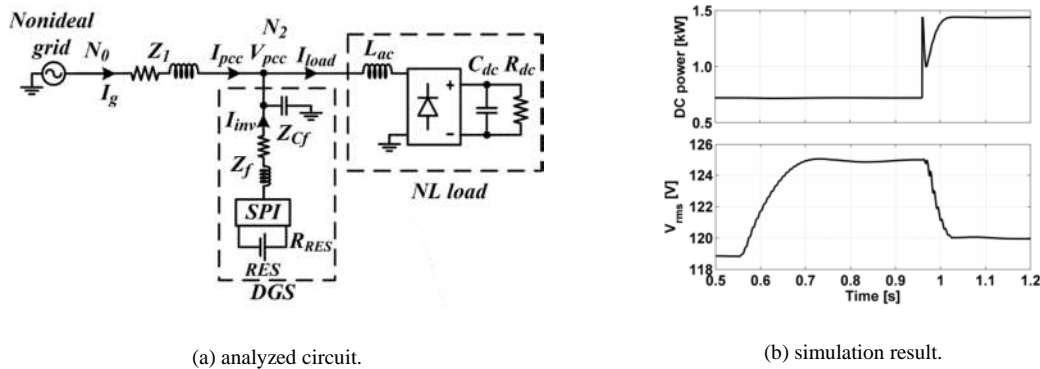 Nonideal
grid
N0
Ig
Z1
Ipcc
N2
Vpcc
Iload
Iinv
ZCf
Zf
SPI
RRES
RES
DGS
Lac
Cdc Rdc
+
-
NL load
(a) analyzed circuit.
DC power [kW]
1.5
1.0
0.5
Vrms [V]
126
124
122
120
118
0.5 0.6 0.7 0.8 0.9 1 1.1 1.2
Time [s]
(b) simulation result.